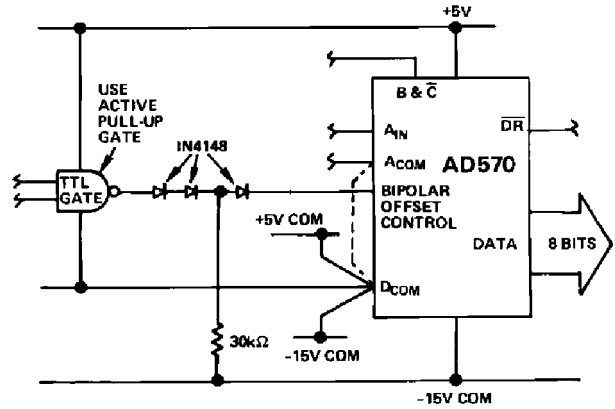 +5V
USE
ACTIVE
PULL-UP
GATE
IN4148
TTL
GATE
B & C̅
A_IN
A_COM
D̅R̅
AD570
BIPOLAR
OFFSET
CONTROL
+5V COM
DATA
8 BITS
D_COM
30kΩ
-15V COM
-15V COM